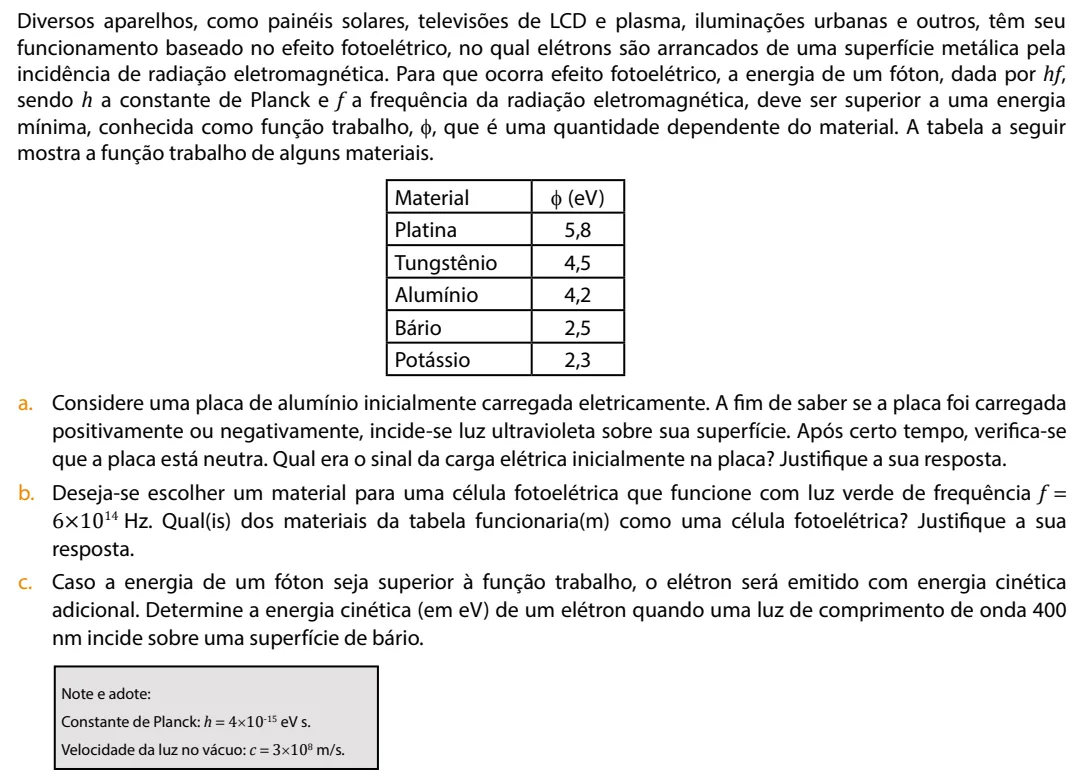 Diversos aparelhos, como painéis solares, televisões de LCD e plasma, iluminações urbanas e outros, têm seu
funcionamento baseado no efeito fotoelétrico, no qual elétrons são arrancados de uma superfície metálica pela
incidência de radiação eletromagnética. Para que ocorra efeito fotoelétrico, a energia de um fóton, dada por hf,
sendo h a constante de Planck e f a frequência da radiação eletromagnética, deve ser superior a uma energia
mínima, conhecida como função trabalho, ϕ, que é uma quantidade dependente do material. A tabela a seguir
mostra a função trabalho de alguns materiais.
Material ϕ (eV)
Platina 5,8
Tungstênio 4,5
Alumínio 4,2
Bário 2,5
Potássio 2,3
a. Considere uma placa de alumínio inicialmente carregada eletricamente. A fim de saber se a placa foi carregada
positivamente ou negativamente, incide-se luz ultravioleta sobre sua superfície. Após certo tempo, verifica-se
que a placa está neutra. Qual era o sinal da carga elétrica inicialmente na placa? Justifique a sua resposta.
b. Deseja-se escolher um material para uma célula fotoelétrica que funcione com luz verde de frequência f =
6×10¹⁴ Hz. Qual(is) dos materiais da tabela funcionaria(m) como uma célula fotoelétrica? Justifique a sua
resposta.
c. Caso a energia de um fóton seja superior à função trabalho, o elétron será emitido com energia cinética
adicional. Determine a energia cinética (em eV) de um elétron quando uma luz de comprimento de onda 400
nm incide sobre uma superfície de bário.
Note e adote:
Constante de Planck: h = 4×10⁻¹⁵ eV s.
Velocidade da luz no vácuo: c = 3×10⁸ m/s.